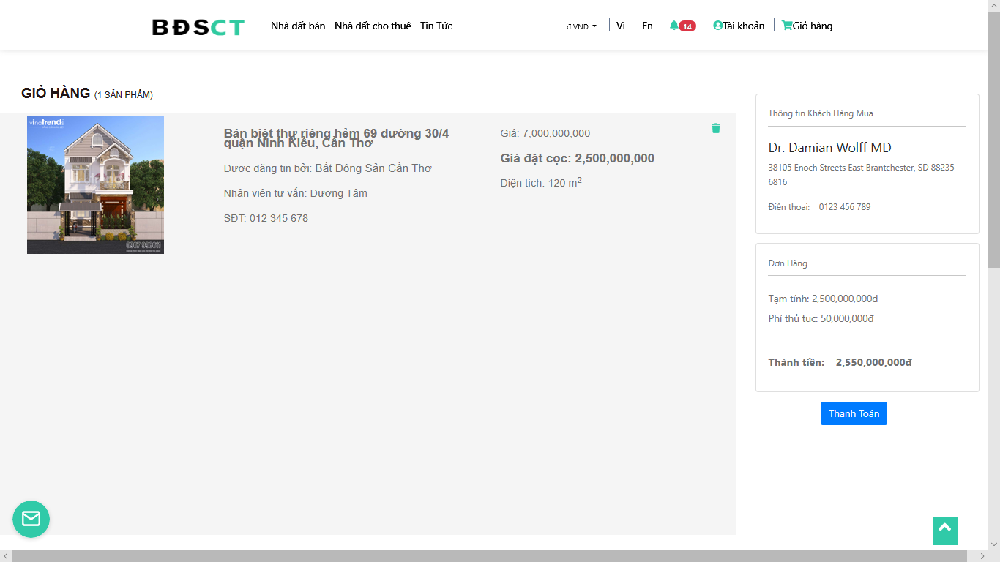 BĐSCT
Nhà đất bán Nhà đất cho thuê Tin Tức
đ VND Vi En 14 Tài khoản Giỏ hàng
GIỎ HÀNG (1 SẢN PHẨM)
vinatrend
0907 996611
Bán biệt thự riêng hẻm 69 đường 30/4
quận Ninh Kiều, Cần Thơ
Được đăng tin bởi: Bất Động Sản Cần Thơ
Nhân viên tư vấn: Dương Tâm
SĐT: 012 345 678
Giá: 7,000,000,000
Giá đặt cọc: 2,500,000,000
Diện tích: 120 m²
Thông tin Khách Hàng Mua
Dr. Damian Wolff MD
38105 Enoch Streets East Brantchester, SD 88235-
6816
Điện thoại: 0123 456 789
Đơn Hàng
Tạm tính: 2,500,000,000đ
Phí thủ tục: 50,000,000đ
Thành tiền: 2,550,000,000đ
Thanh Toán